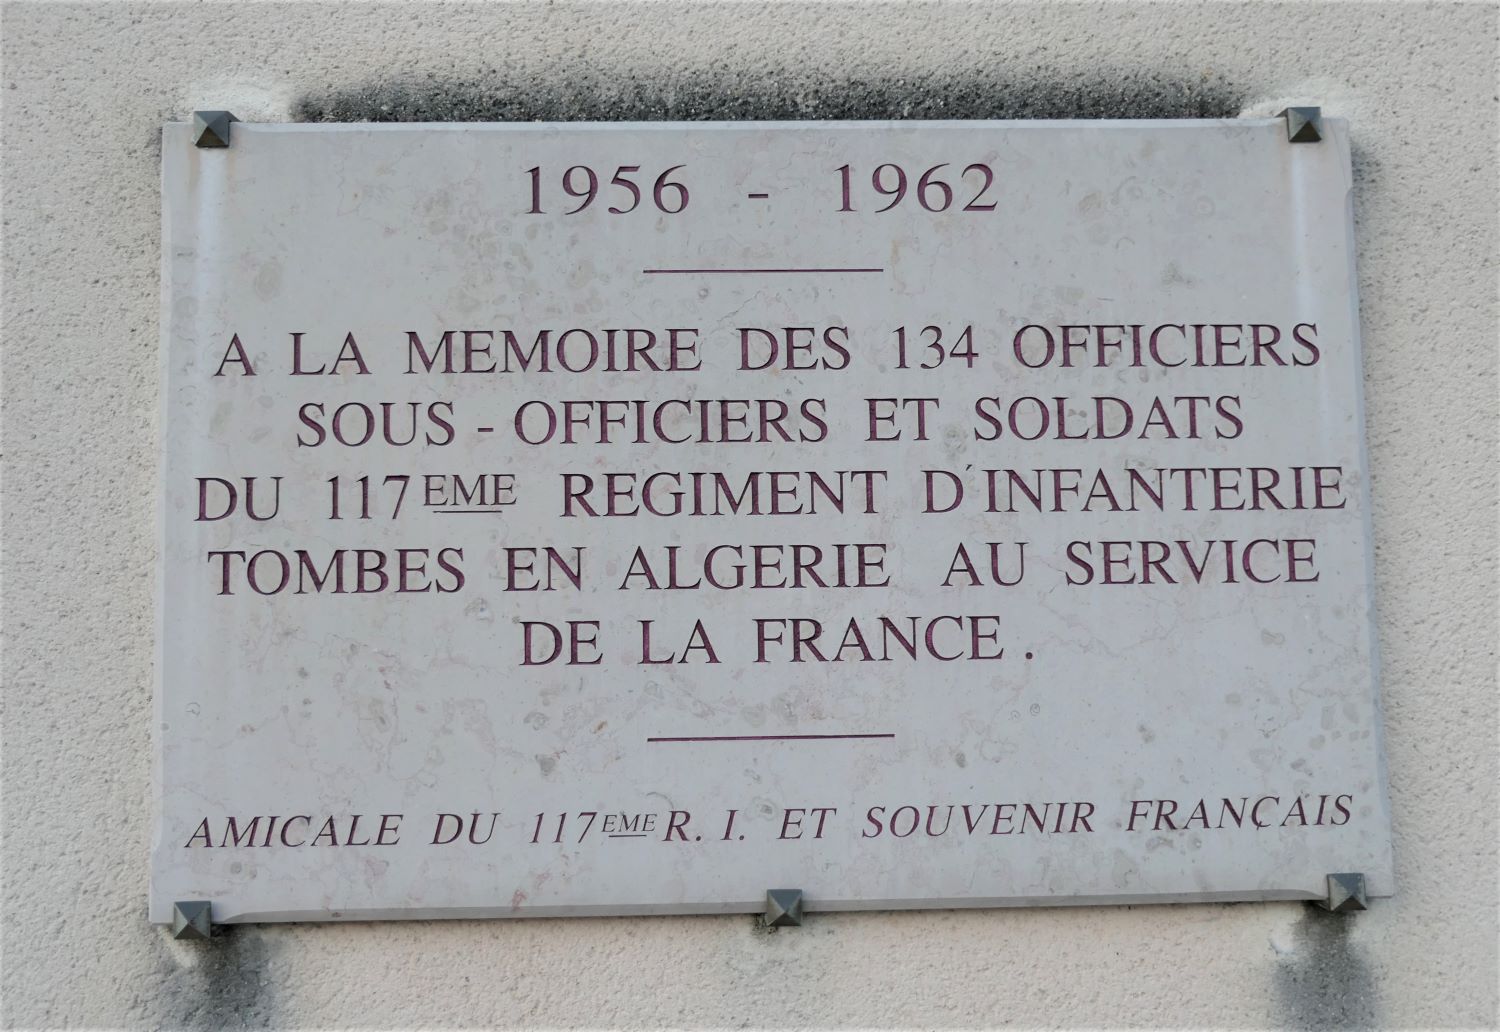 1956 - 1962
A LA MEMOIRE DES 134 OFFICIERS
SOUS - OFFICIERS ET SOLDATS
DU 117EME REGIMENT D'INFANTERIE
TOMBES EN ALGERIE AU SERVICE
DE LA FRANCE.
AMICALE DU 117EME R. I. ET SOUVENIR FRANÇAIS